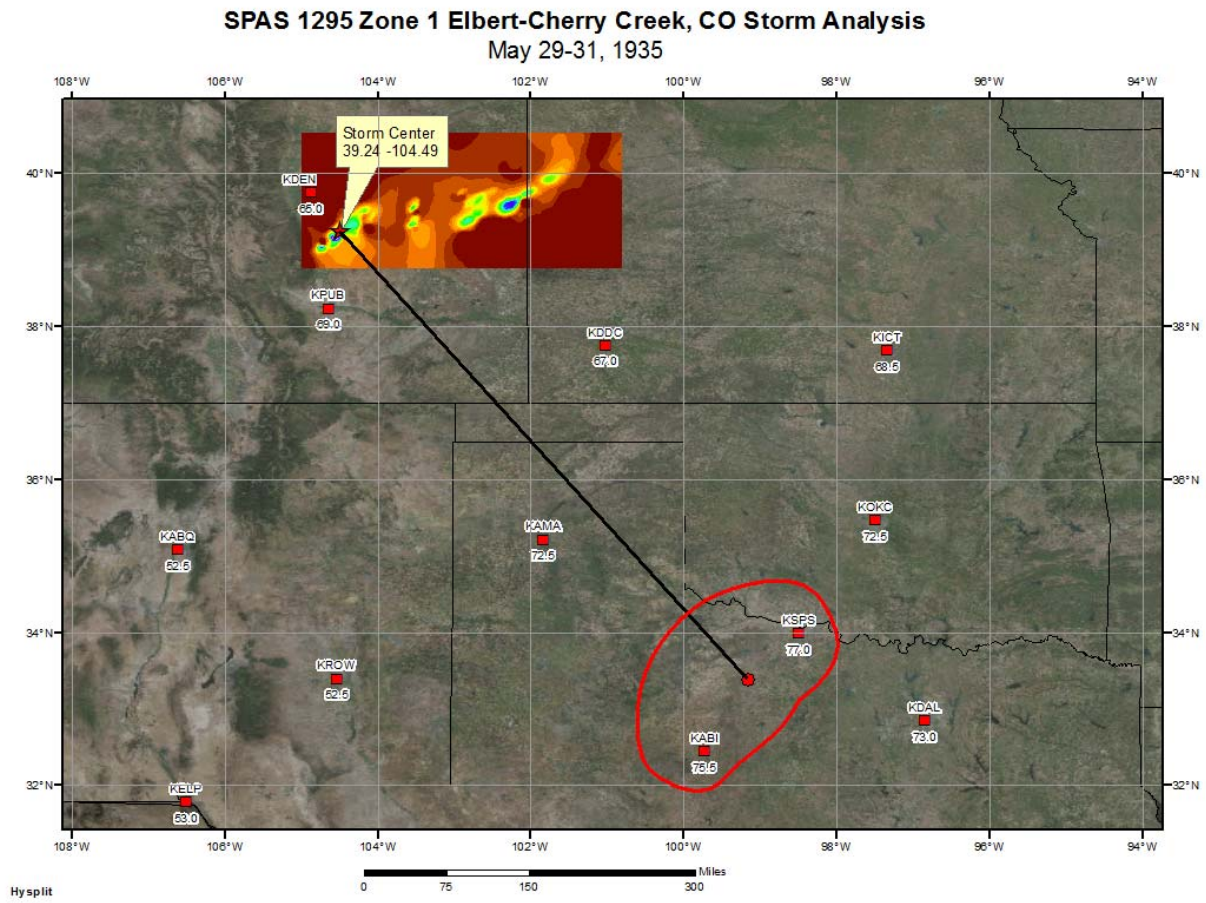 SPAS 1295 Zone 1 Elbert-Cherry Creek, CO Storm Analysis
May 29-31, 1935
108°W 106°W 104°W 102°W 100°W 98°W 96°W 94°W
Storm Center
39.24 -104.49
40°N 40°N
KDEN
65.0
KPUB
69.0
38°N 38°N
KDDC
67.0
KICT
68.5
36°N 36°N
KABQ
52.5
KAMA
72.5
KOKC
72.5
34°N 34°N
KSPS
77.0
KROW
52.5
KDAL
73.0
KABI
75.5
32°N 32°N
KELP
53.0
108°W 106°W 104°W 102°W 100°W 98°W 96°W 94°W
Miles
0 75 150 300
Hysplit